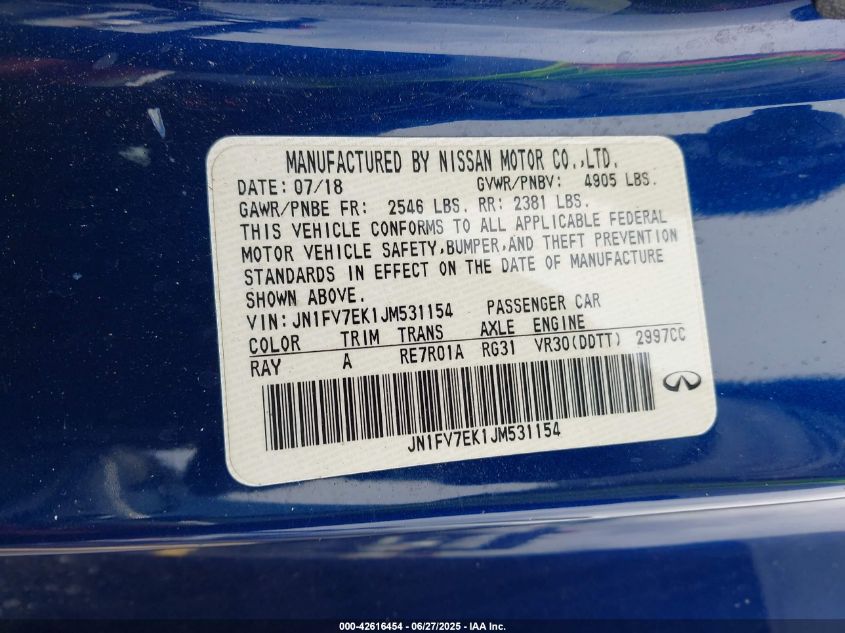 MANUFACTURED BY NISSAN MOTOR CO.,LTD.
DATE: 07/18 GVWR/PNBV: 4905 LBS.
GAWR/PNBE FR: 2546 LBS. RR: 2381 LBS.
THIS VEHICLE CONFORMS TO ALL APPLICABLE FEDERAL
MOTOR VEHICLE SAFETY,BUMPER,AND THEFT PREVENTION
STANDARDS IN EFFECT ON THE DATE OF MANUFACTURE
SHOWN ABOVE.
VIN:JN1FV7EK1JM531154 PASSENGER CAR
COLOR TRIM TRANS AXLE ENGINE
RAY A RE7R01A RG31 VR30(DDTT) 2997CC
JN1FV7EK1JM531154
000-42616454 - 06/27/2025 - IAA Inc.